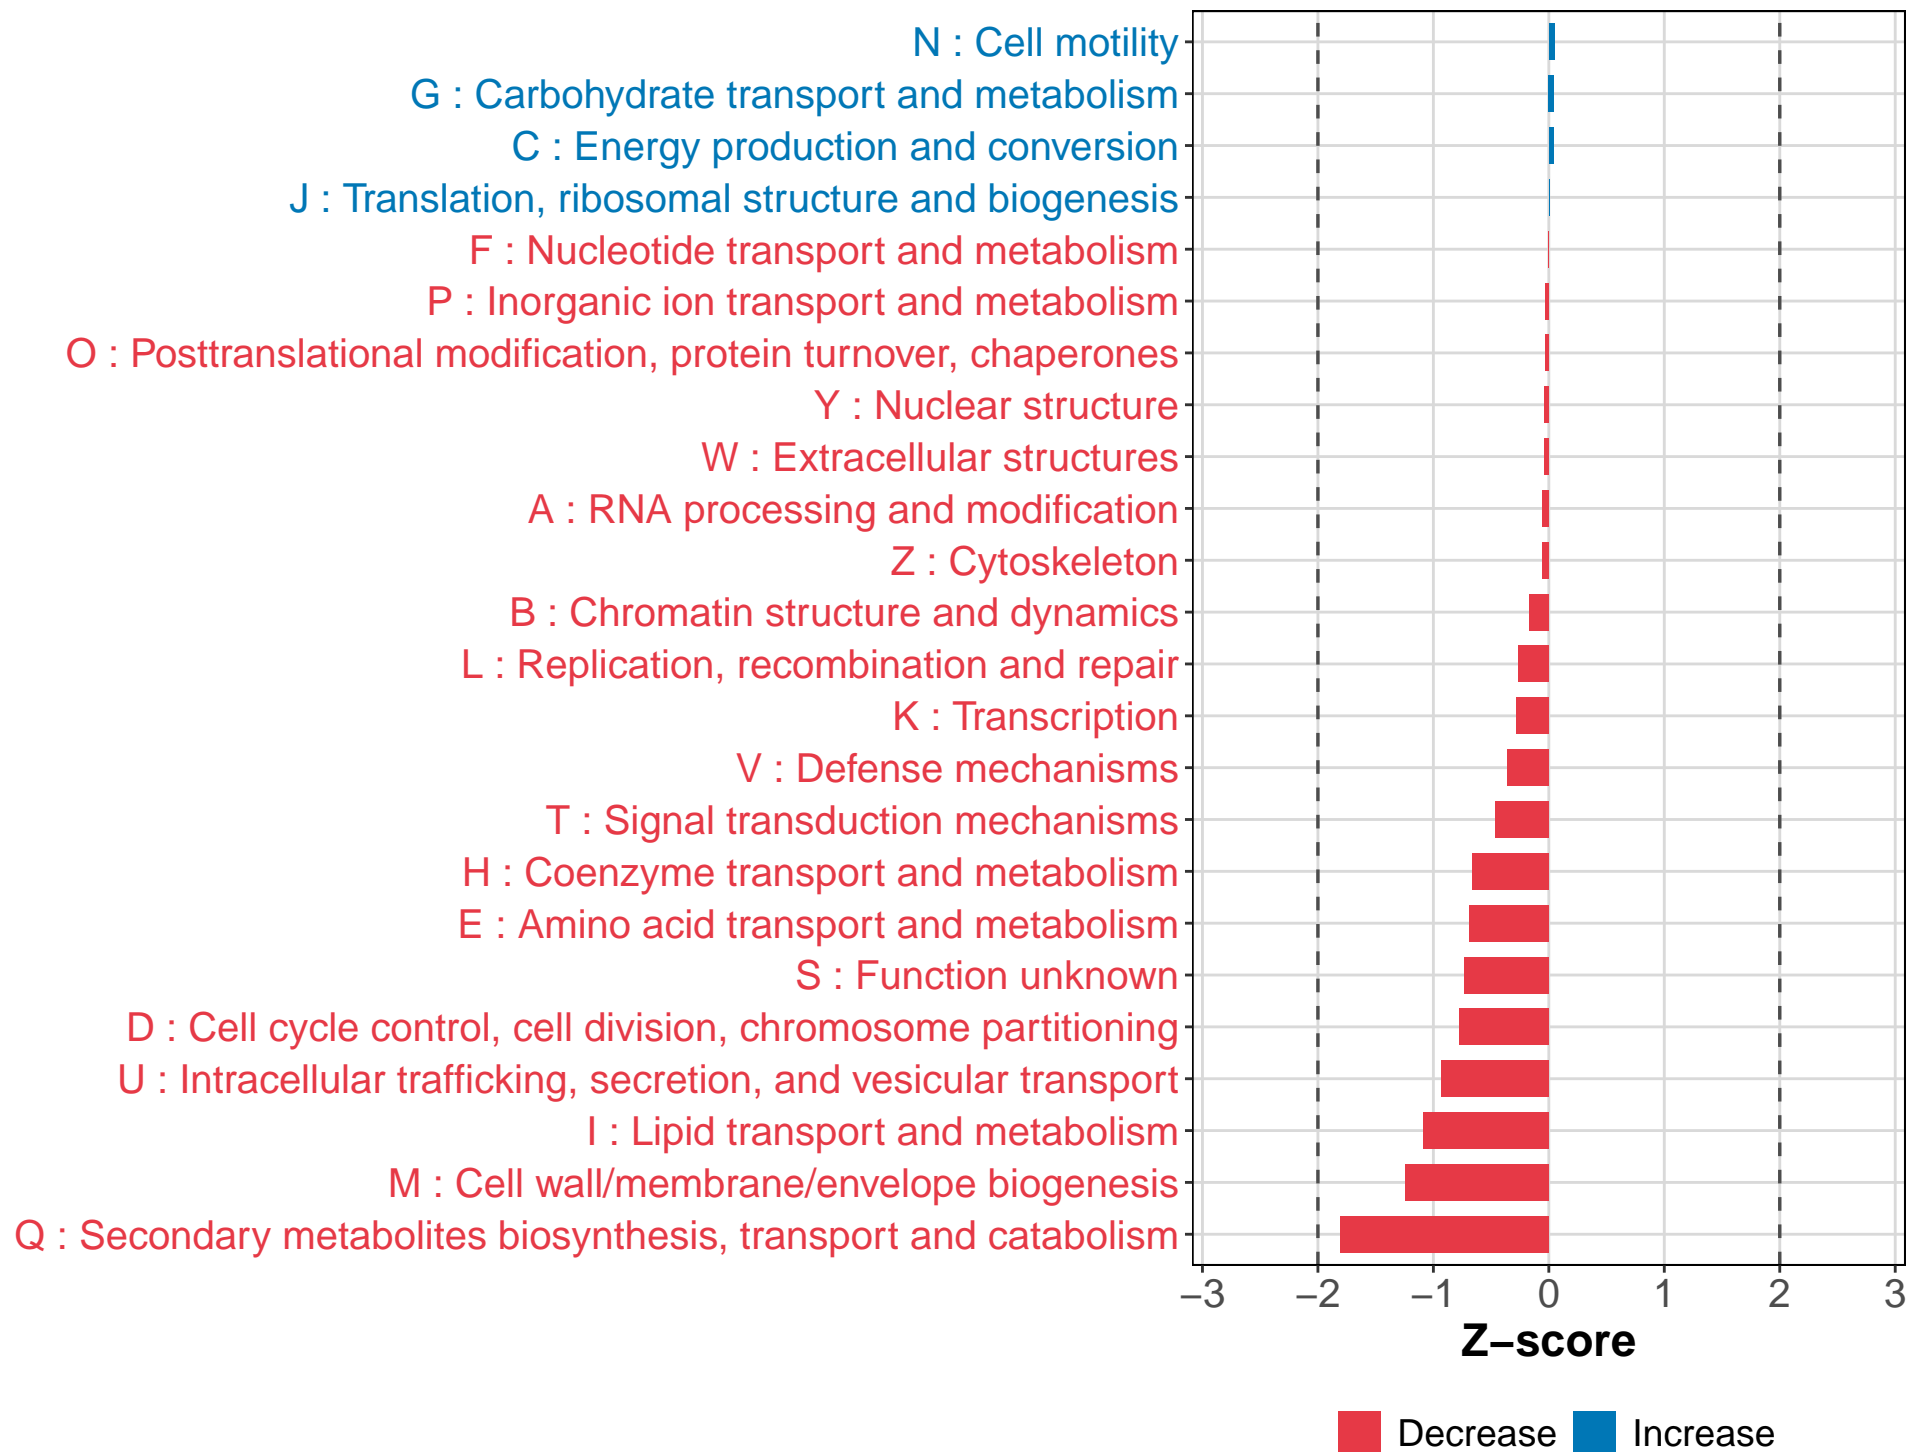 N : Cell motility
G : Carbohydrate transport and metabolism
C : Energy production and conversion
J : Translation, ribosomal structure and biogenesis
F : Nucleotide transport and metabolism
P : Inorganic ion transport and metabolism
O : Posttranslational modification, protein turnover, chaperones
Y : Nuclear structure
W : Extracellular structures
A : RNA processing and modification
Z : Cytoskeleton
B : Chromatin structure and dynamics
L : Replication, recombination and repair
K : Transcription
V : Defense mechanisms
T : Signal transduction mechanisms
H : Coenzyme transport and metabolism
E : Amino acid transport and metabolism
S : Function unknown
D : Cell cycle control, cell division, chromosome partitioning
U : Intracellular trafficking, secretion, and vesicular transport
I : Lipid transport and metabolism
M : Cell wall/membrane/envelope biogenesis
Q : Secondary metabolites biosynthesis, transport and catabolism
−3 −2 −1 0 1 2 3
Z−score
Decrease Increase